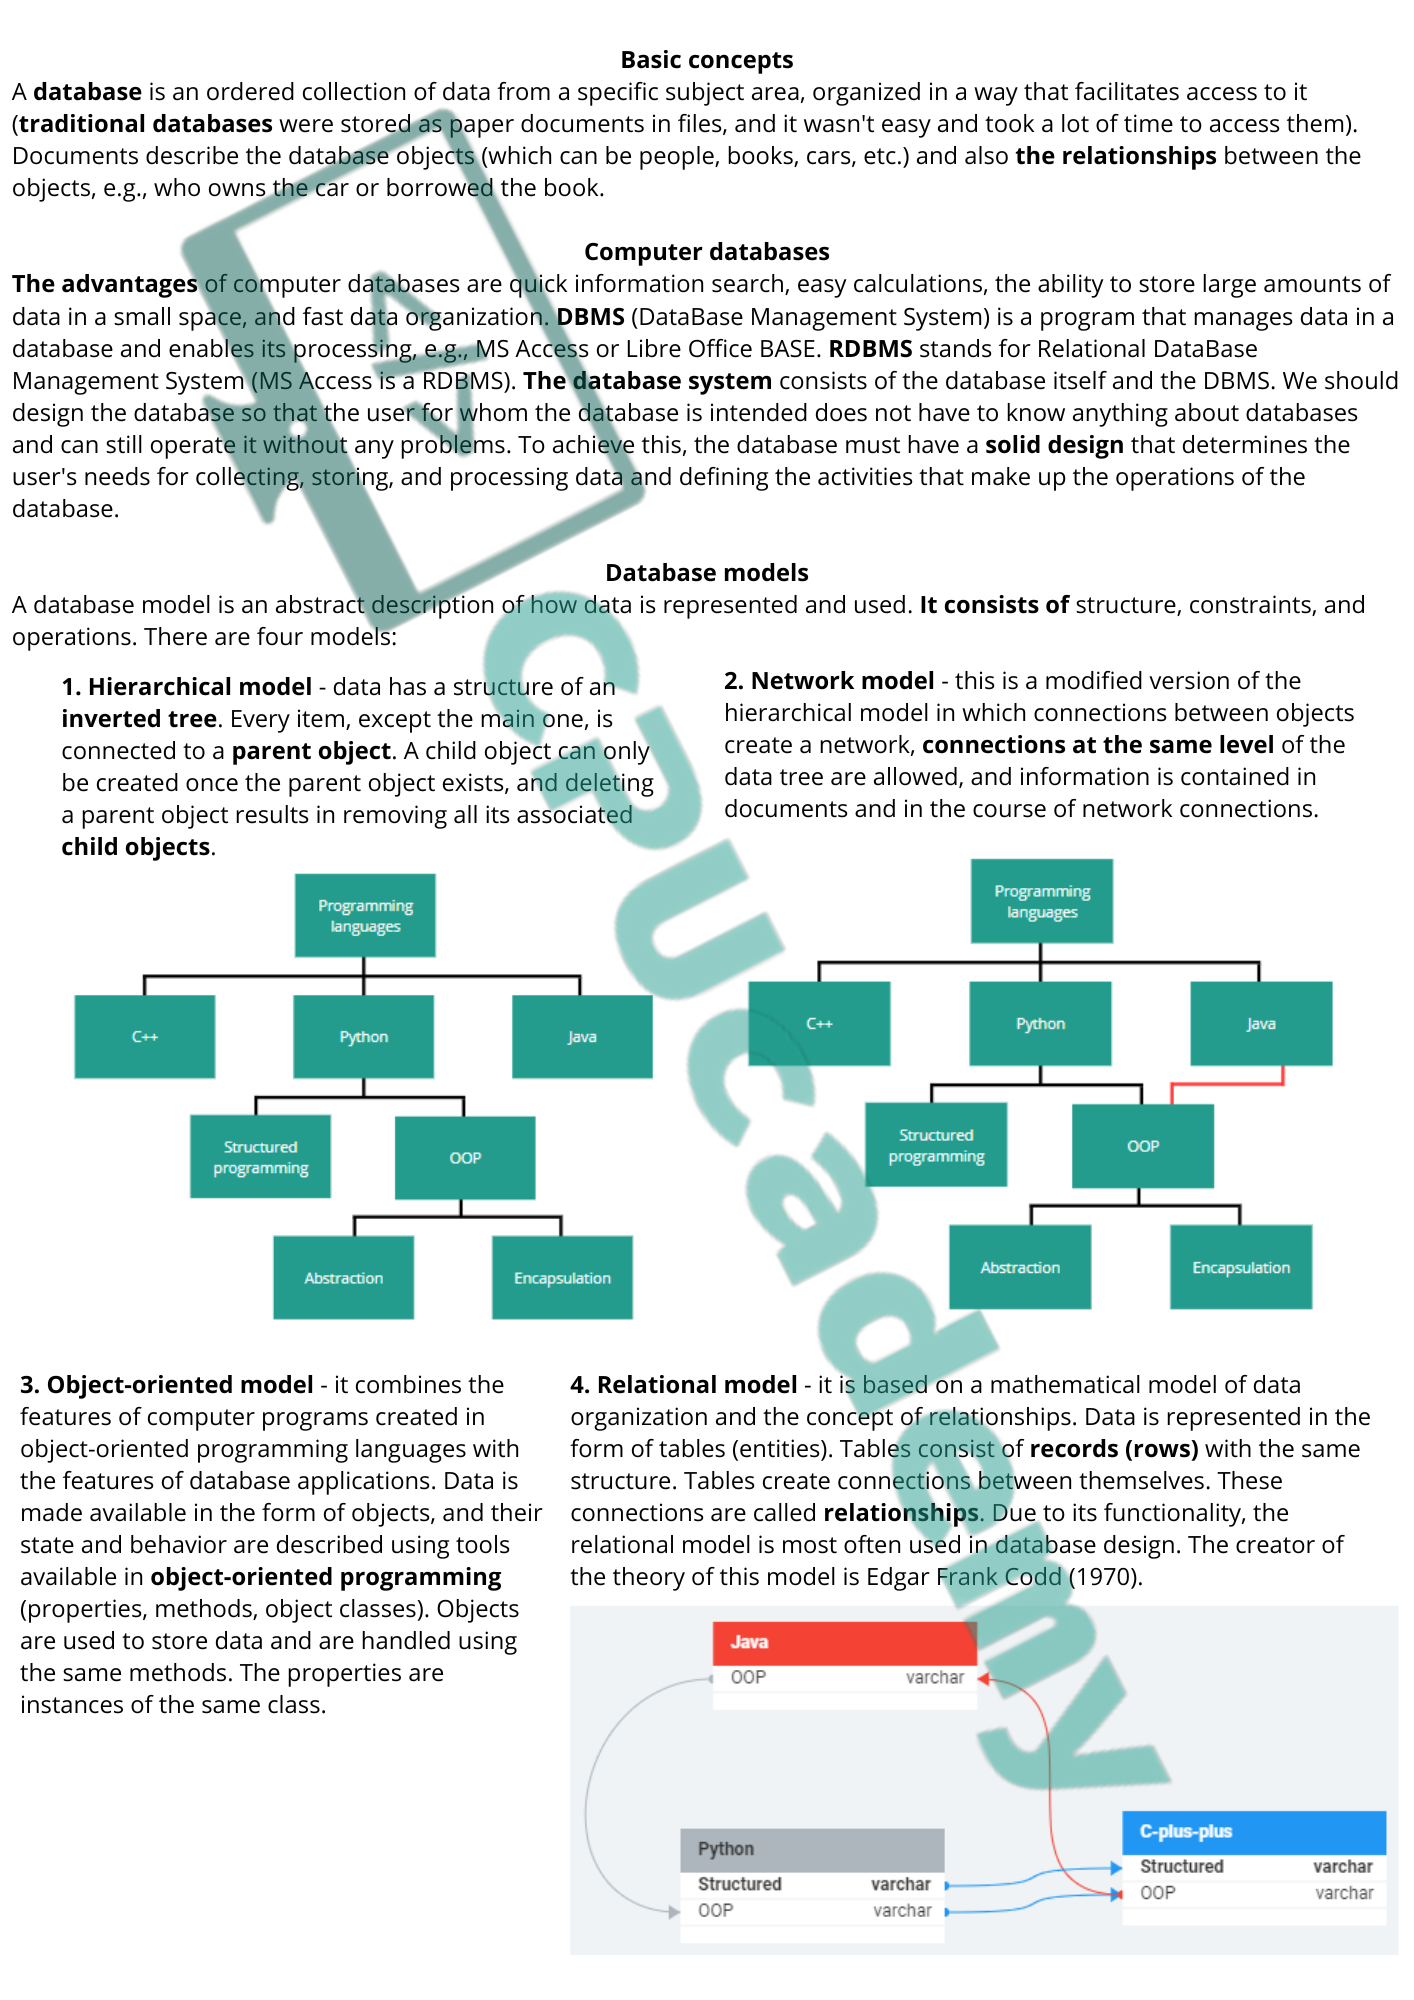 Basic concepts
A database is an ordered collection of data from a specific subject area, organized in a way that facilitates access to it
(traditional databases were stored as paper documents in files, and it wasn't easy and took a lot of time to access them).
Documents describe the database objects (which can be people, books, cars, etc.) and also the relationships between the
objects, e.g., who owns the car or borrowed the book.
Computer databases
The advantages of computer databases are quick information search, easy calculations, the ability to store large amounts of
data in a small space, and fast data organization. DBMS (DataBase Management System) is a program that manages data in a
database and enables its processing, e.g., MS Access or Libre Office BASE. RDBMS stands for Relational DataBase
Management System (MS Access is a RDBMS). The database system consists of the database itself and the DBMS. We should
design the database so that the user for whom the database is intended does not have to know anything about databases
and can still operate it without any problems. To achieve this, the database must have a solid design that determines the
user's needs for collecting, storing, and processing data and defining the activities that make up the operations of the
database.
Database models
A database model is an abstract description of how data is represented and used. It consists of structure, constraints, and
operations. There are four models:
1. Hierarchical model - data has a structure of an
inverted tree. Every item, except the main one, is
connected to a parent object. A child object can only
be created once the parent object exists, and deleting
a parent object results in removing all its associated
child objects.
Programming
languages
C++
Python
Java
Structured
programming
OOP
Abstraction
Encapsulation
2. Network model - this is a modified version of the
hierarchical model in which connections between objects
create a network, connections at the same level of the
data tree are allowed, and information is contained in
documents and in the course of network connections.
Programming
languages
C++
Python
Java
Structured
programming
OOP
Abstraction
Encapsulation
3. Object-oriented model - it combines the
features of computer programs created in
object-oriented programming languages with
the features of database applications. Data is
made available in the form of objects, and their
state and behavior are described using tools
available in object-oriented programming
(properties, methods, object classes). Objects
are used to store data and are handled using
the same methods. The properties are
instances of the same class.
4. Relational model - it is based on a mathematical model of data
organization and the concept of relationships. Data is represented in the
form of tables (entities). Tables consist of records (rows) with the same
structure. Tables create connections between themselves. These
connections are called relationships. Due to its functionality, the
relational model is most often used in database design. The creator of
the theory of this model is Edgar Frank Codd (1970).
Java
OOP varchar
Python
Structured varchar
OOP varchar
C-plus-plus
Structured varchar
OOP varchar
CPUcademy